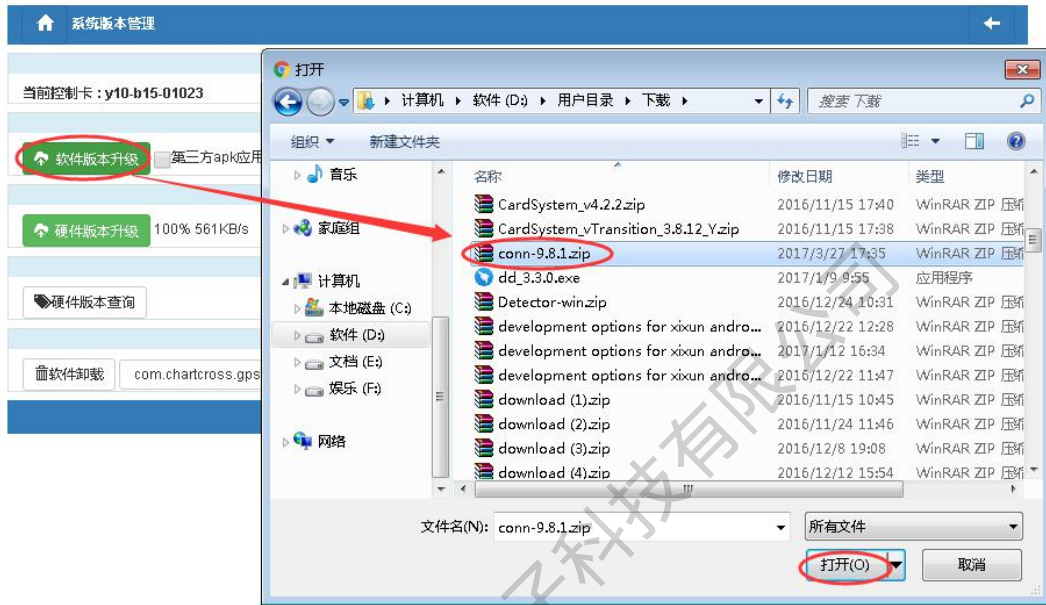 系统版本管理
当前控制卡：y10-b15-01023
软件版本升级
第三方apk应用
硬件版本升级
100% 561KB/s
硬件版本查询
软件卸载
com.chartcross.gps
打开
计算机 软件 (D:) 用户目录 下载
搜索 下载
组织 新建文件夹
音乐
家庭组
计算机
本地磁盘 (C:)
软件 (D:)
文档 (E:)
娱乐 (F:)
网络
名称 修改日期 类型
CardSystem_v4.2.2.zip 2016/11/15 17:40 WinRAR ZIP 压缩
CardSystem_vTransition_3.8.12_Y.zip 2016/11/15 17:38 WinRAR ZIP 压缩
conn-9.8.1.zip 2017/3/27 17:35 WinRAR ZIP 压缩
dd_3.3.0.exe 2017/1/9 9:55 应用程序
Detector-win.zip 2016/12/24 10:31 WinRAR ZIP 压缩
development options for xixun andro... 2016/12/22 12:28 WinRAR ZIP 压缩
development options for xixun andro... 2017/1/12 16:34 WinRAR ZIP 压缩
development options for xixun andro... 2016/12/22 11:47 WinRAR ZIP 压缩
download (1).zip 2016/11/15 10:45 WinRAR ZIP 压缩
download (2).zip 2016/11/24 11:46 WinRAR ZIP 压缩
download (3).zip 2016/12/8 19:08 WinRAR ZIP 压缩
download (4).zip 2016/12/12 15:54 WinRAR ZIP 压缩
文件名(N): conn-9.8.1.zip
所有文件
打开(O) 取消
子科技有限公司